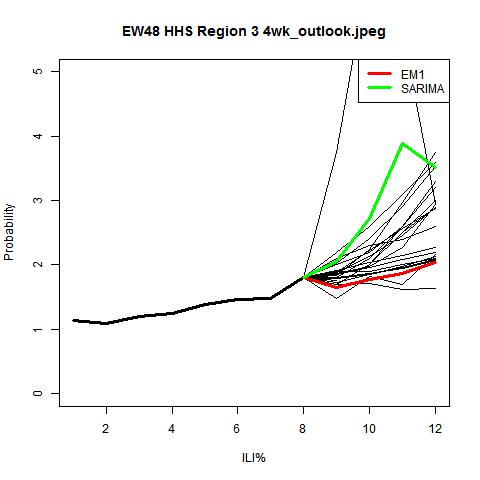 EW48 HHS Region 3 4wk_outlook.jpeg
EM1
SARIMA
Probability
5
4
3
2
1
0
2 4 6 8 10 12
ILI%